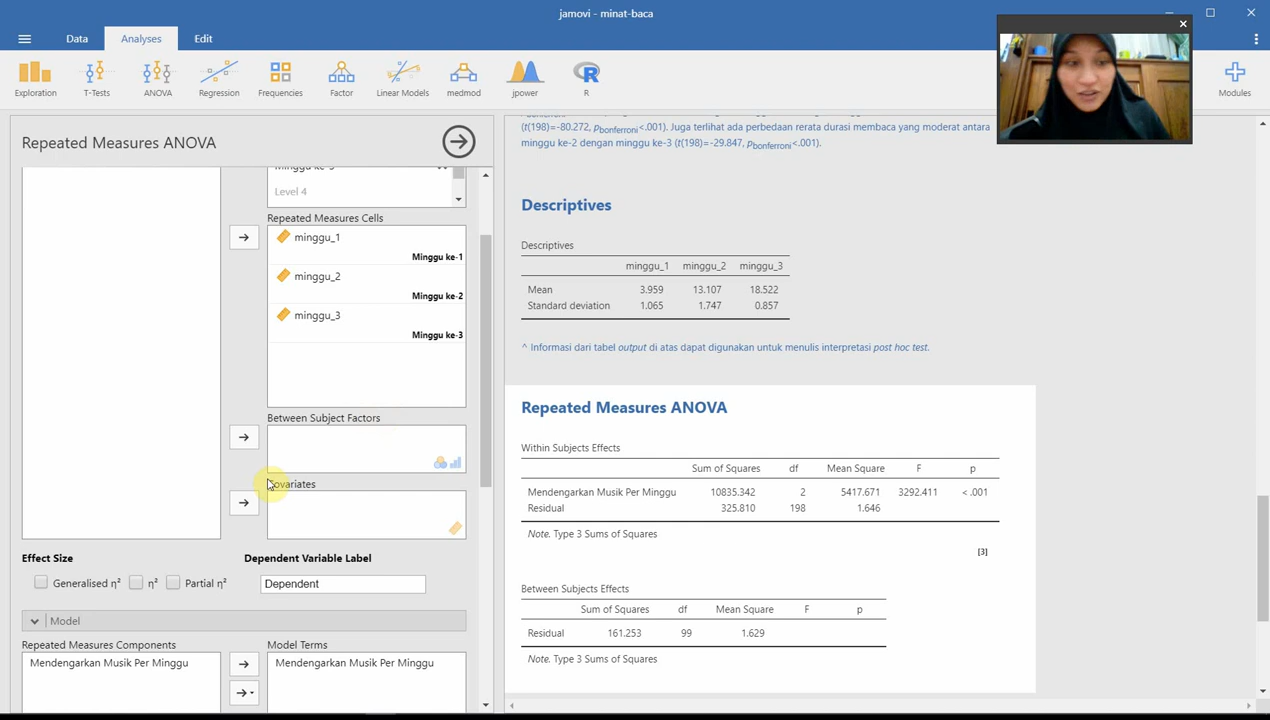 jamovi - minat-baca
Data Analyses Edit
Exploration T-Tests ANOVA Regression Frequencies Factor Linear Models medmod jpower R Modules
Repeated Measures ANOVA
Level 4
Repeated Measures Cells
minggu_1
Minggu ke-1
minggu_2
Minggu ke-2
minggu_3
Minggu ke-3
Between Subject Factors
Covariates
Effect Size Dependent Variable Label
Generalised η² η² Partial η² Dependent
Model
Repeated Measures Components Model Terms
Mendengarkan Musik Per Minggu Mendengarkan Musik Per Minggu
(t(198)=-80.272, pbonferroni<.001). Juga terlihat ada perbedaan rerata durasi membaca yang moderat antara
minggu ke-2 dengan minggu ke-3 (t(198)=-29.847, pbonferroni<.001).
Descriptives
Descriptives
minggu_1 minggu_2 minggu_3
Mean 3.959 13.107 18.522
Standard deviation 1.065 1.747 0.857
^ Informasi dari tabel output di atas dapat digunakan untuk menulis interpretasi post hoc test.
Repeated Measures ANOVA
Within Subjects Effects
Sum of Squares df Mean Square F p
Mendengarkan Musik Per Minggu 10835.342 2 5417.671 3292.411 < .001
Residual 325.810 198 1.646
Note. Type 3 Sums of Squares
[3]
Between Subjects Effects
Sum of Squares df Mean Square F p
Residual 161.253 99 1.629
Note. Type 3 Sums of Squares